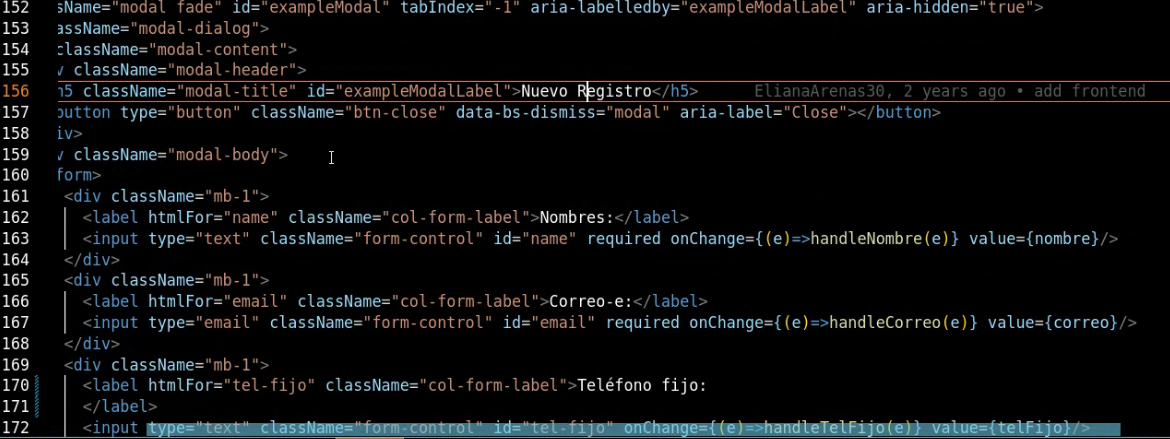 152 sName="modal fade" id="exampleModal" tabIndex="-1" aria-labelledby="exampleModalLabel" aria-hidden="true">
153 assName="modal-dialog">
154 className="modal-content">
155 v className="modal-header">
156 h5 className="modal-title" id="exampleModalLabel">Nuevo Registro</h5> ElianaArenas30, 2 years ago • add frontend
157 button type="button" className="btn-close" data-bs-dismiss="modal" aria-label="Close"></button>
158 iv>
159 v className="modal-body">
160 form>
161 <div className="mb-1">
162 <label htmlFor="name" className="col-form-label">Nombres:</label>
163 <input type="text" className="form-control" id="name" required onChange={(e)=>handleNombre(e)} value={nombre}/>
164 </div>
165 <div className="mb-1">
166 <label htmlFor="email" className="col-form-label">Correo-e:</label>
167 <input type="email" className="form-control" id="email" required onChange={(e)=>handleCorreo(e)} value={correo}/>
168 </div>
169 <div className="mb-1">
170 <label htmlFor="tel-fijo" className="col-form-label">Teléfono fijo:
171 </label>
172 <input type="text" className="form-control" id="tel-fijo" onChange={(e)=>handleTelFijo(e)} value={telFijo}/>